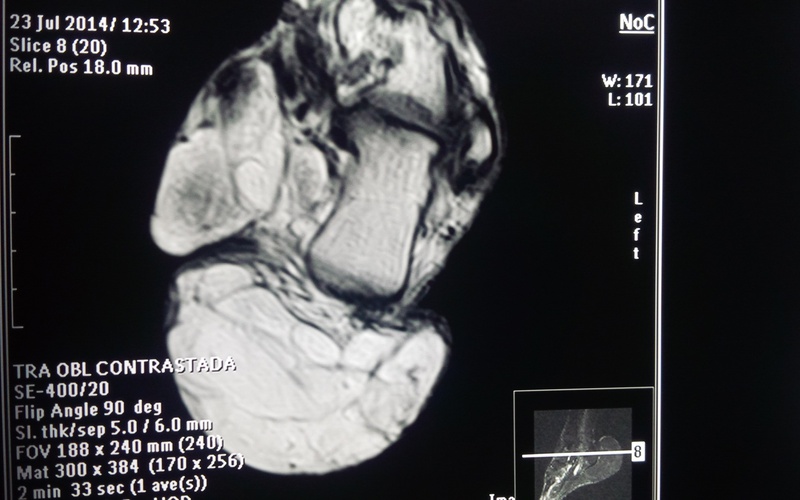 23 Jul 2014/ 12:53
Slice 8 (20)
Rel. Pos 18.0 mm
NoC
W: 171
L: 101
Left
TRA OBL CONTRASTADA
SE-400/20
Flip Angle 90 deg
Sl. thk/sep 5.0 / 6.0 mm
FOV 188 x 240 mm (240)
Mat 300 x 384 (170 x 256)
2 min 33 sec (1 ave(s))
8